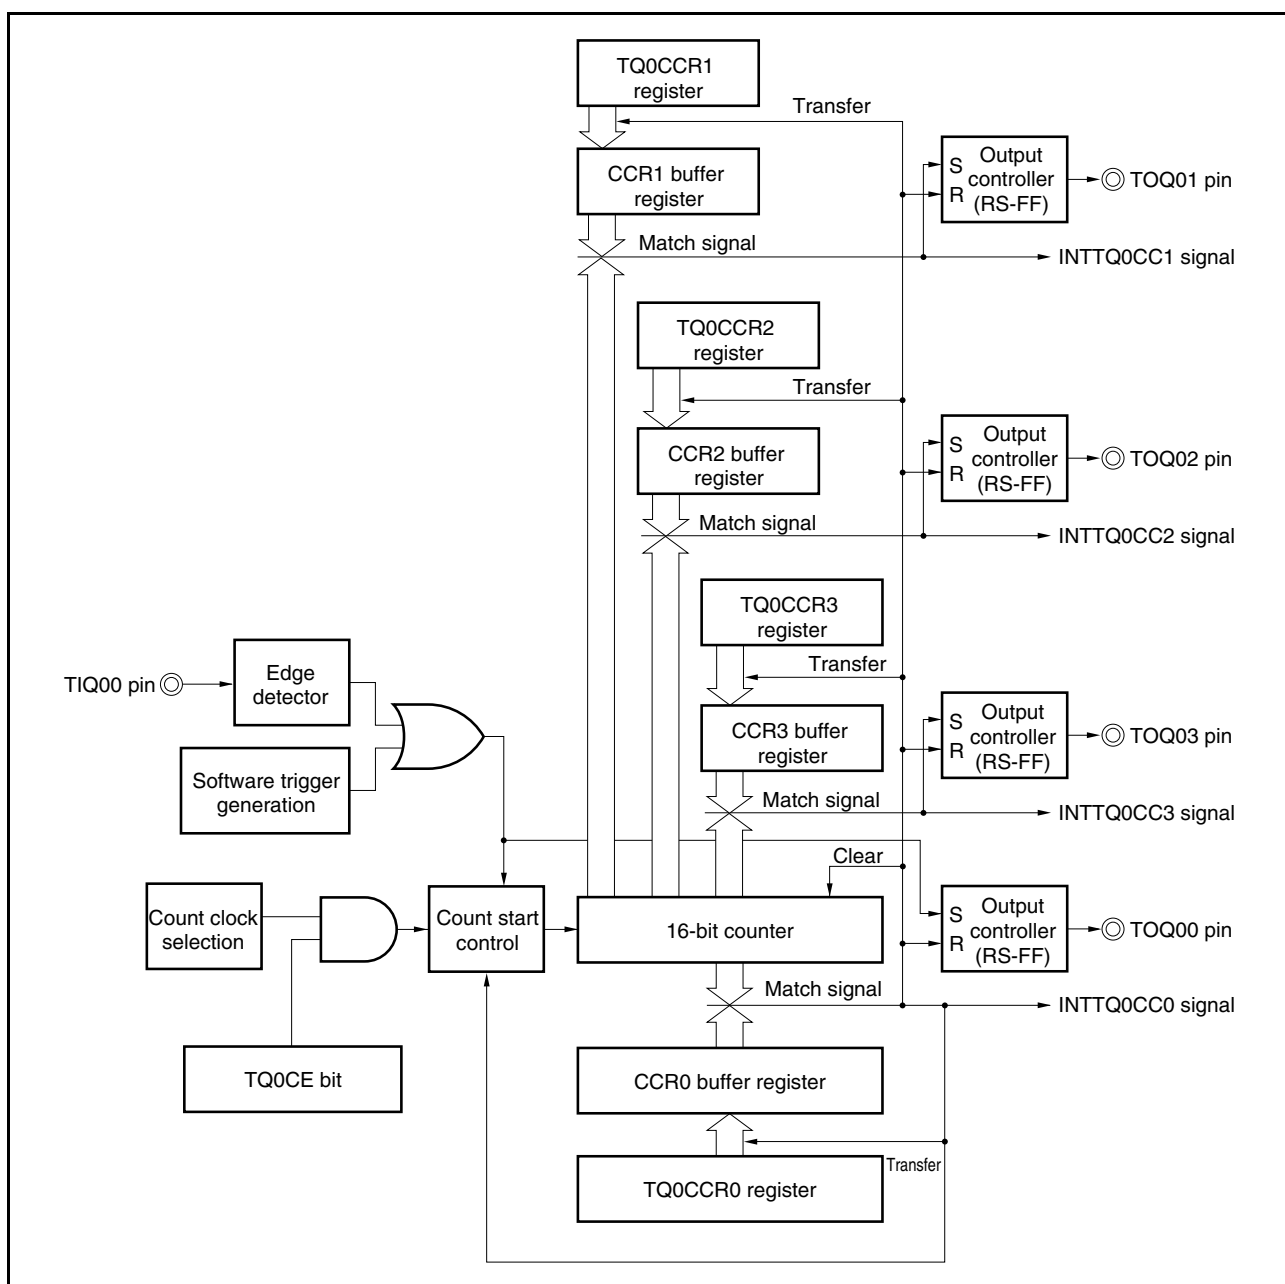 TQ0CCR1
register
Transfer
CCR1 buffer
register
S
R
Output
controller
(RS-FF)
TOQ01 pin
Match signal
INTTQ0CC1 signal
TQ0CCR2
register
Transfer
CCR2 buffer
register
S
R
Output
controller
(RS-FF)
TOQ02 pin
Match signal
INTTQ0CC2 signal
TQ0CCR3
register
Transfer
TIQ00 pin
Edge
detector
CCR3 buffer
register
S
R
Output
controller
(RS-FF)
TOQ03 pin
Software trigger
generation
Match signal
INTTQ0CC3 signal
Clear
Count clock
selection
Count start
control
16-bit counter
S
R
Output
controller
(RS-FF)
TOQ00 pin
Match signal
INTTQ0CC0 signal
TQ0CE bit
CCR0 buffer register
Transfer
TQ0CCR0 register